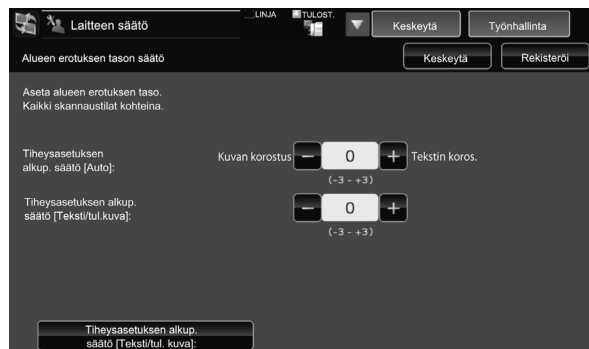 Laitteen säätö
LINJA
TULOST.
Keskeytä
Työnhallinta
Alueen erotuksen tason säätö
Keskeytä
Rekisteröi
Aseta alueen erotuksen taso.
Kaikki skannaustilat kohteina.
Tiheysasetuksen
alkup. säätö [Auto]:
Kuvan korostus
−
0
+
Tekstin koros.
(-3 - +3)
Tiheysasetuksen alkup.
säätö [Teksti/tul.kuva]:
−
0
+
(-3 - +3)
Tiheysasetuksen alkup.
säätö [Teksti/tul. kuva]: